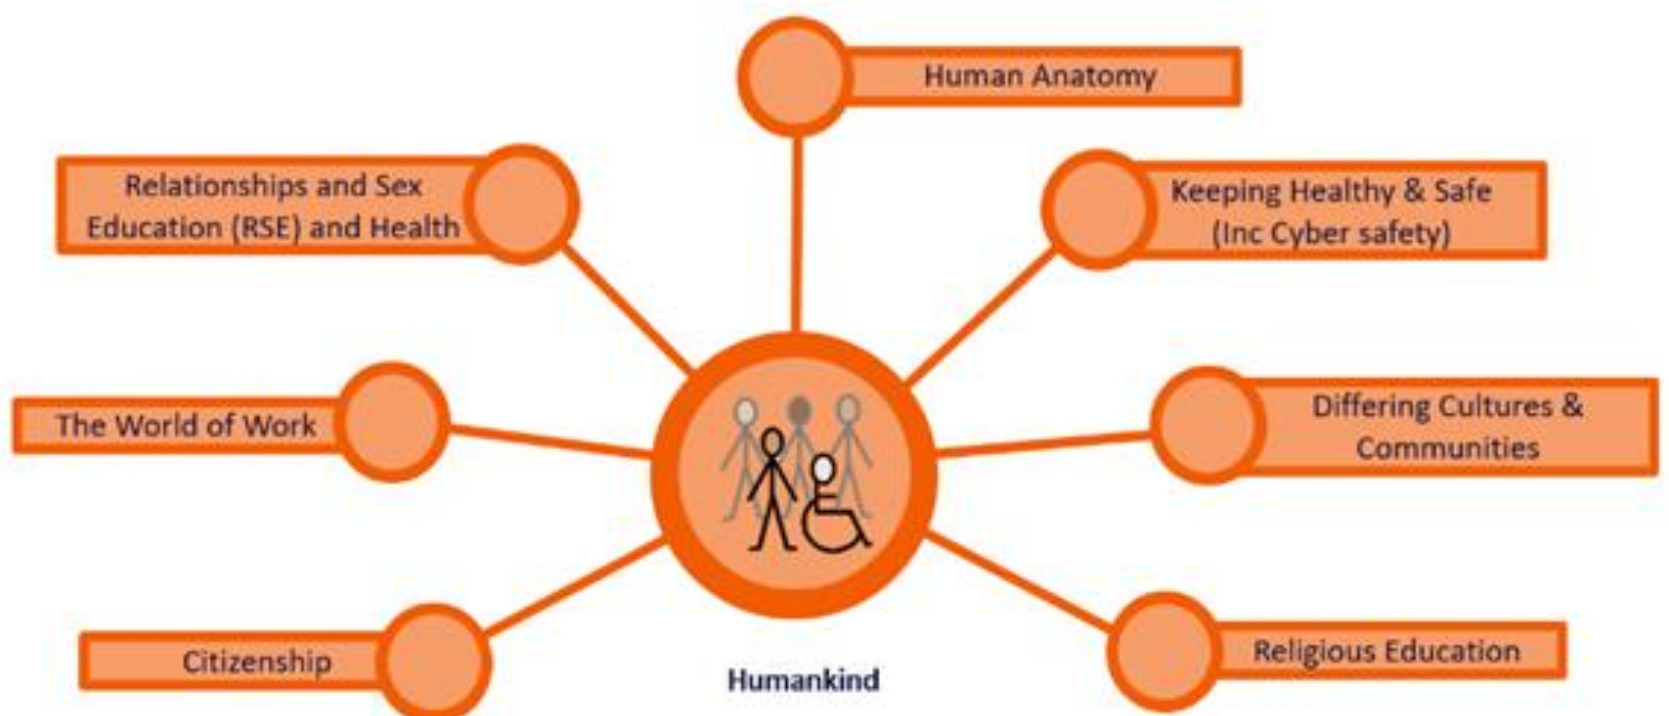 Human Anatomy
Relationships and Sex
Education (RSE) and Health
Keeping Healthy & Safe
(Inc Cyber safety)
The World of Work
Differing Cultures &
Communities
Citizenship
Religious Education
Humankind